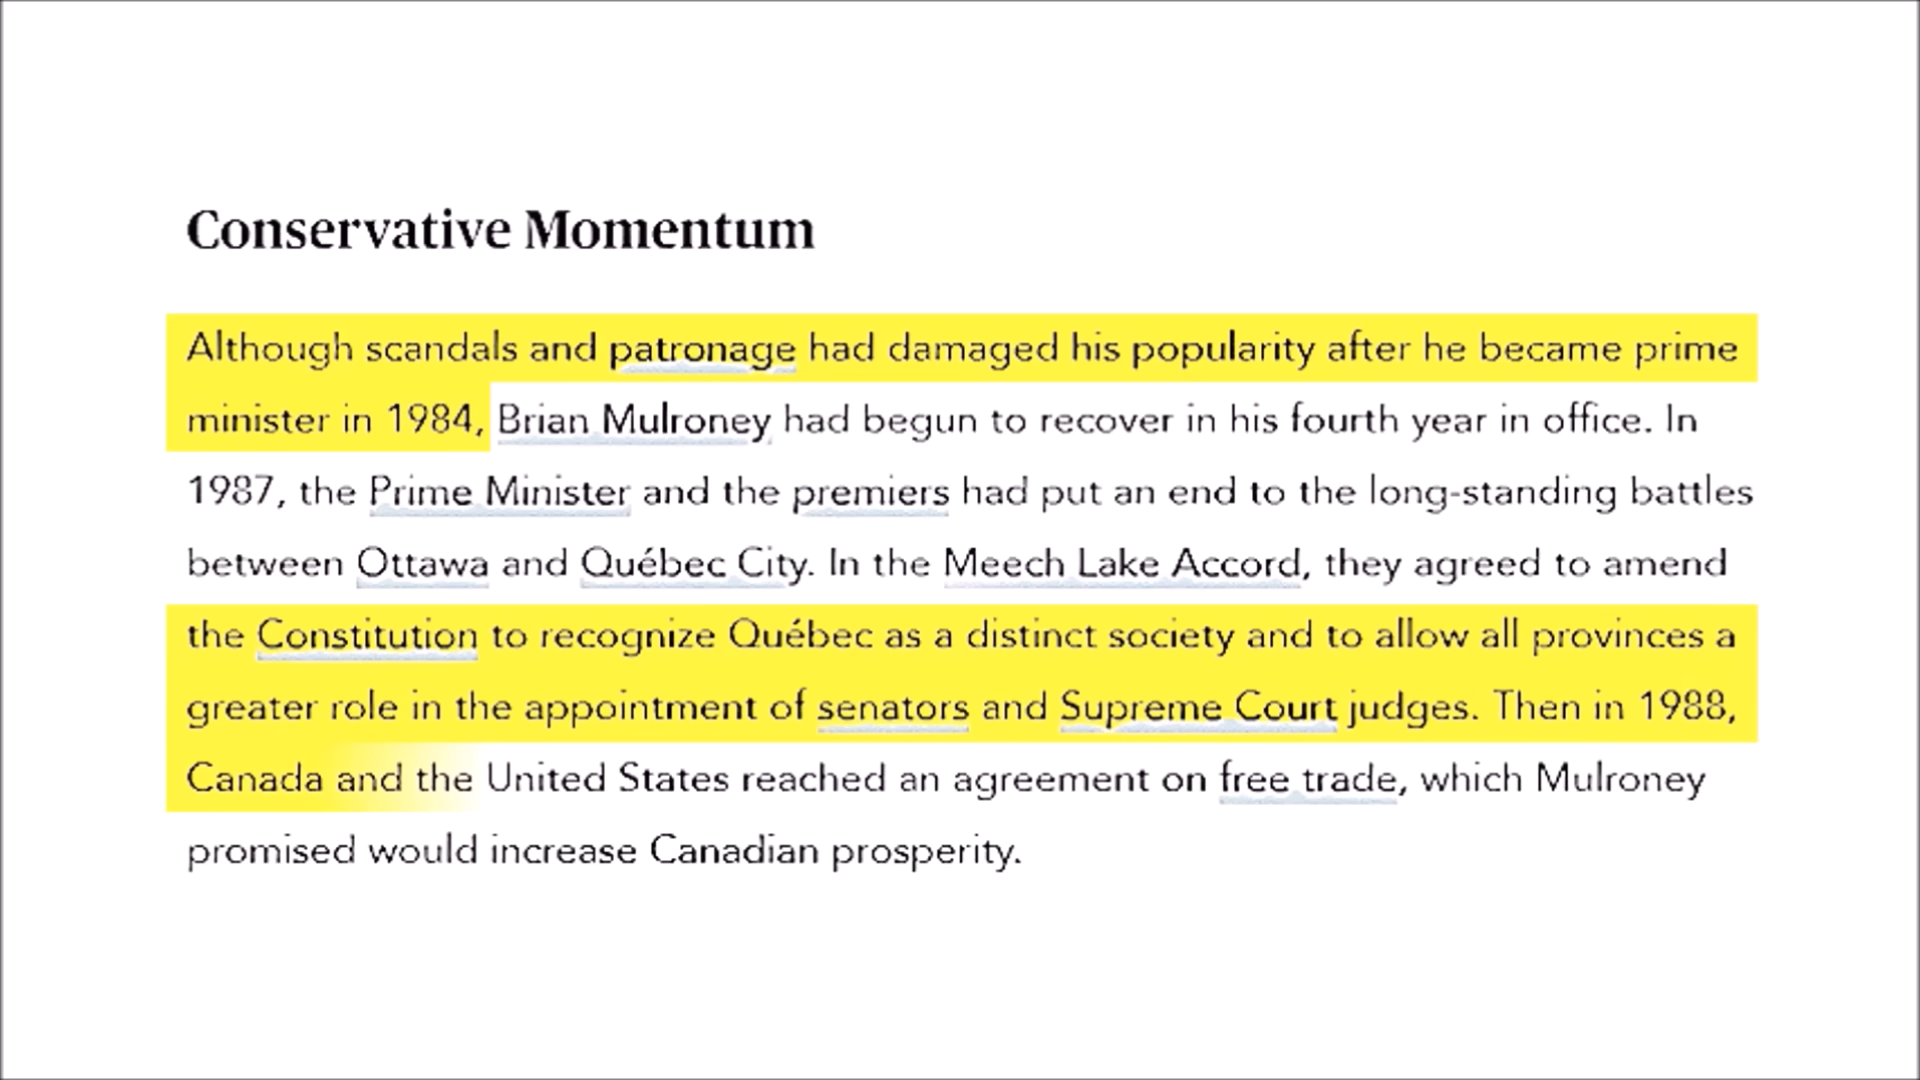 Conservative Momentum
Although scandals and patronage had damaged his popularity after he became prime
minister in 1984, Brian Mulroney had begun to recover in his fourth year in office. In
1987, the Prime Minister and the premiers had put an end to the long-standing battles
between Ottawa and Québec City. In the Meech Lake Accord, they agreed to amend
the Constitution to recognize Québec as a distinct society and to allow all provinces a
greater role in the appointment of senators and Supreme Court judges. Then in 1988,
Canada and the United States reached an agreement on free trade, which Mulroney
promised would increase Canadian prosperity.